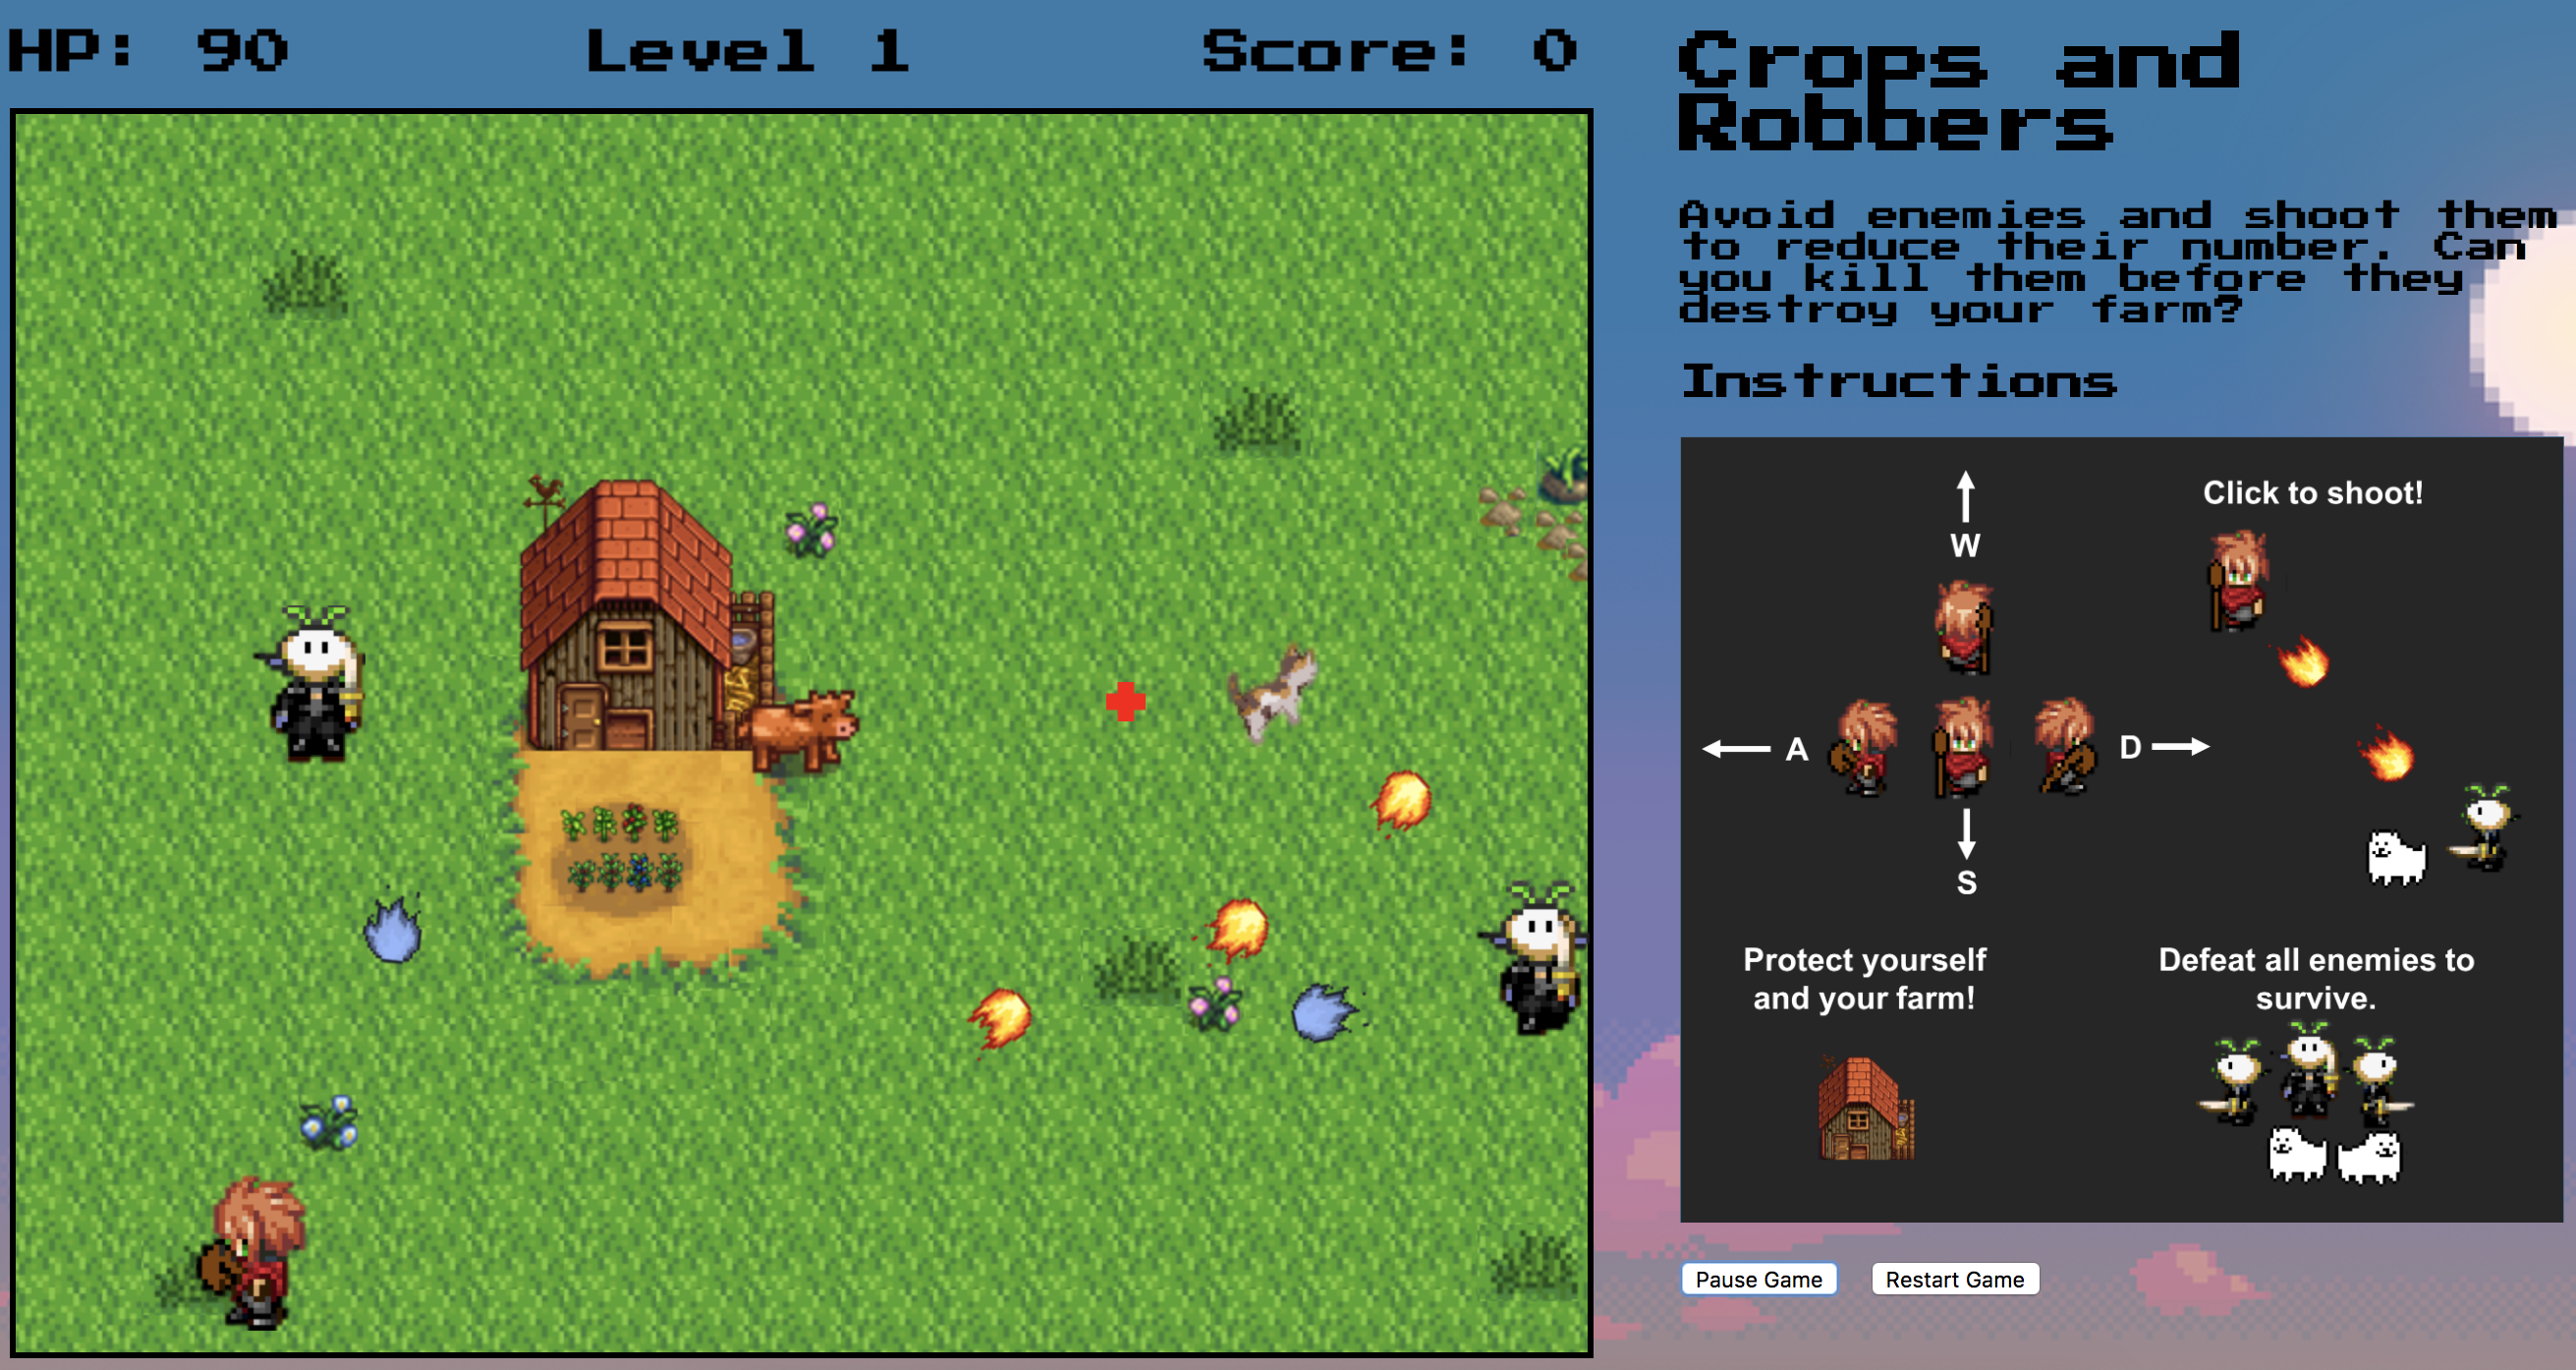 HP: 90 Level 1 Score: 0
Crops and
Robbers
Avoid enemies and shoot them
to reduce their number. Can
you kill them before they
destroy your farm?
Instructions
Click to shoot!
W
A D
S
Protect yourself
and your farm!
Defeat all enemies to
survive.
Pause Game Restart Game